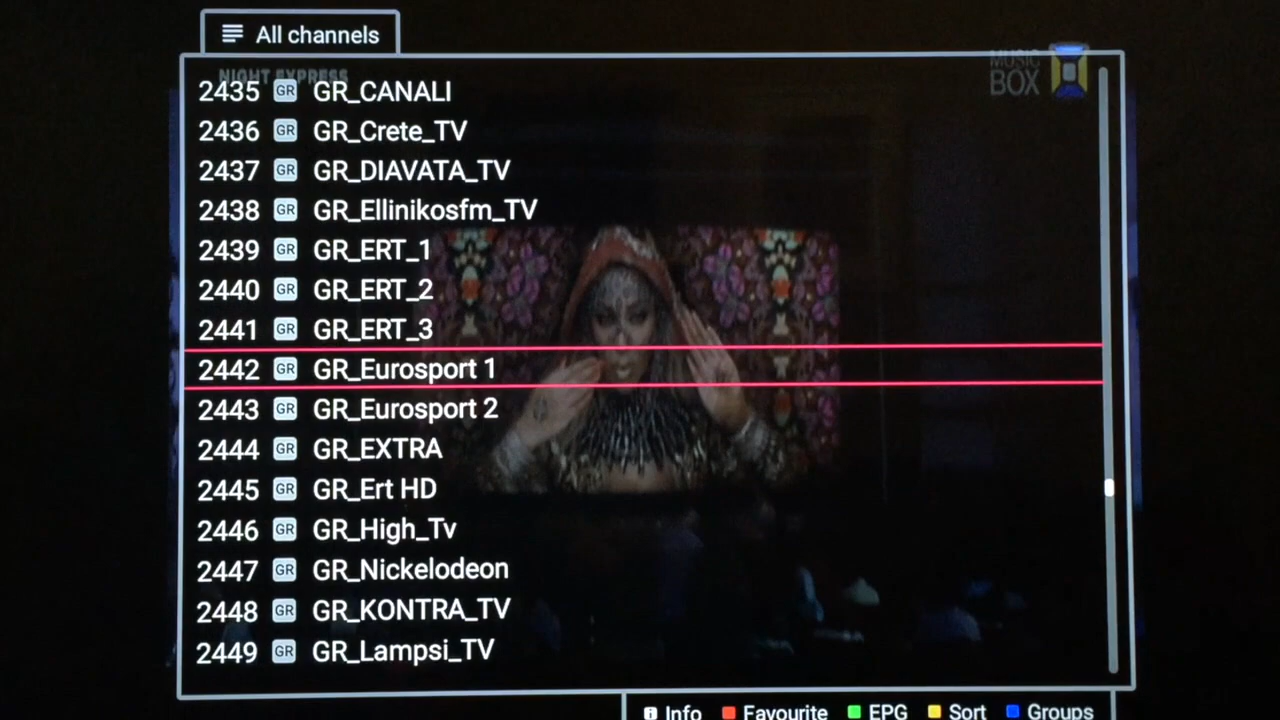 All channels
NIGHT EXPRESS
MUSIC
BOX
2435 GR GR_CANALI
2436 GR GR_Crete_TV
2437 GR GR_DIAVATA_TV
2438 GR GR_Ellinikosfm_TV
2439 GR GR_ERT_1
2440 GR GR_ERT_2
2441 GR GR_ERT_3
2442 GR GR_Eurosport 1
2443 GR GR_Eurosport 2
2444 GR GR_EXTRA
2445 GR GR_Ert HD
2446 GR GR_High_Tv
2447 GR GR_Nickelodeon
2448 GR GR_KONTRA_TV
2449 GR GR_Lampsi_TV
Info Favourite EPG Sort Groups